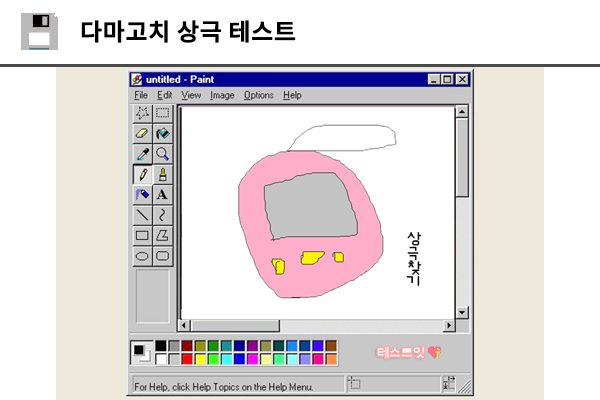 다마고치 상극 테스트
untitled - Paint
File Edit View Image Options Help
A
상극찾기
테스트잇
For Help, click Help Topics on the Help Menu.